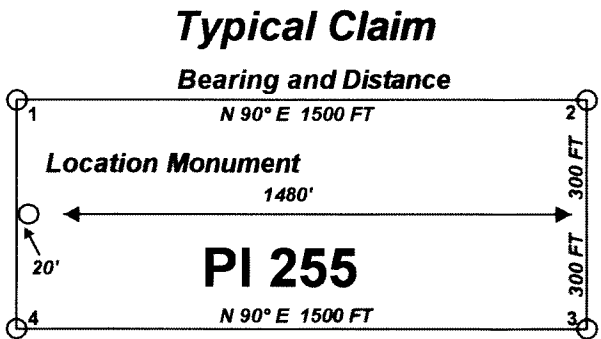 Typical Claim
Bearing and Distance
1
2
N 90° E 1500 FT
Location Monument
1480'
300 FT
20'
PI 255
300 FT
4
N 90° E 1500 FT
3